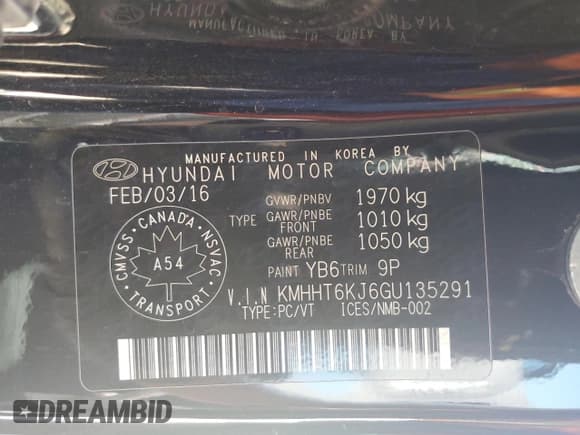 MANUFACTURED IN KOREA BY
HYUNDAI MOTOR COMPANY
FEB/03/16
GVWR/PNBV 1970 kg
TYPE GAWR/PNBE FRONT 1010 kg
GAWR/PNBE REAR 1050 kg
CANADA
CMVSS
NSVAC
A54
TRANSPORT
PAINT YB6 TRIM 9P
V.I.N KMHHT6KJ6GU135291
TYPE:PC/VT ICES/NMB-002
DREAMBID